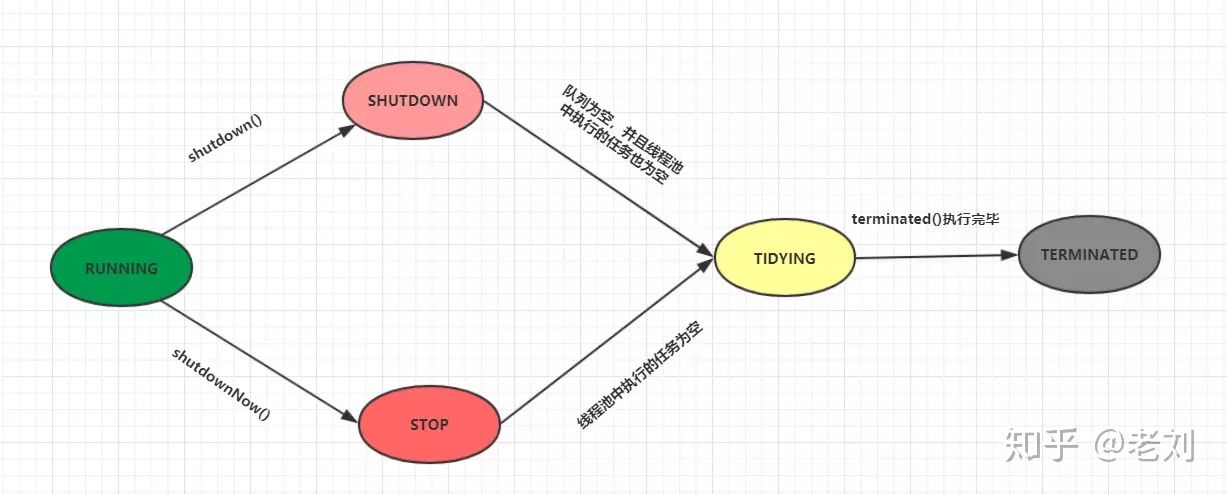 SHUTDOWN
shutdown()
队列为空，并且线程池
中执行的任务也为空
RUNNING
TIDYING
terminated()执行完毕
TERMINATED
shutdownNow()
线程池中执行的任务为空
STOP
知乎 @老刘